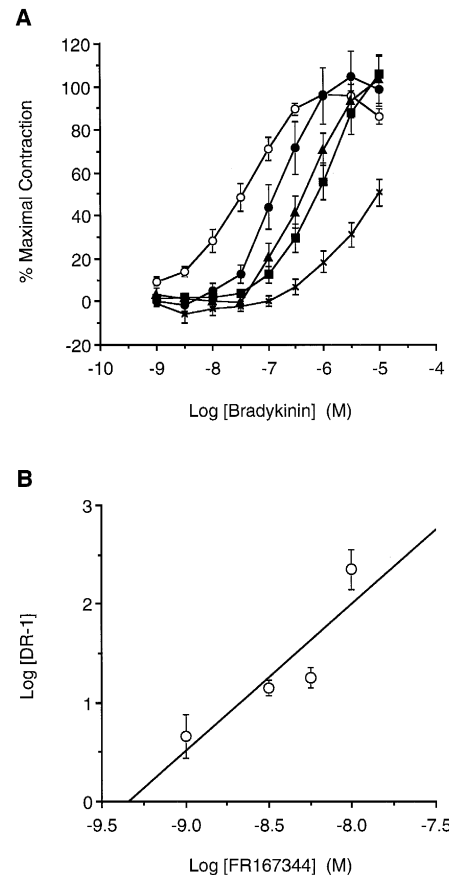 A
120
100
80
60
40
20
0
-20
% Maximal Contraction
-10 -9 -8 -7 -6 -5 -4
Log [Bradykinin] (M)
B
3
2
1
0
Log [DR-1]
-9.5 -9.0 -8.5 -8.0 -7.5
Log [FR167344] (M)